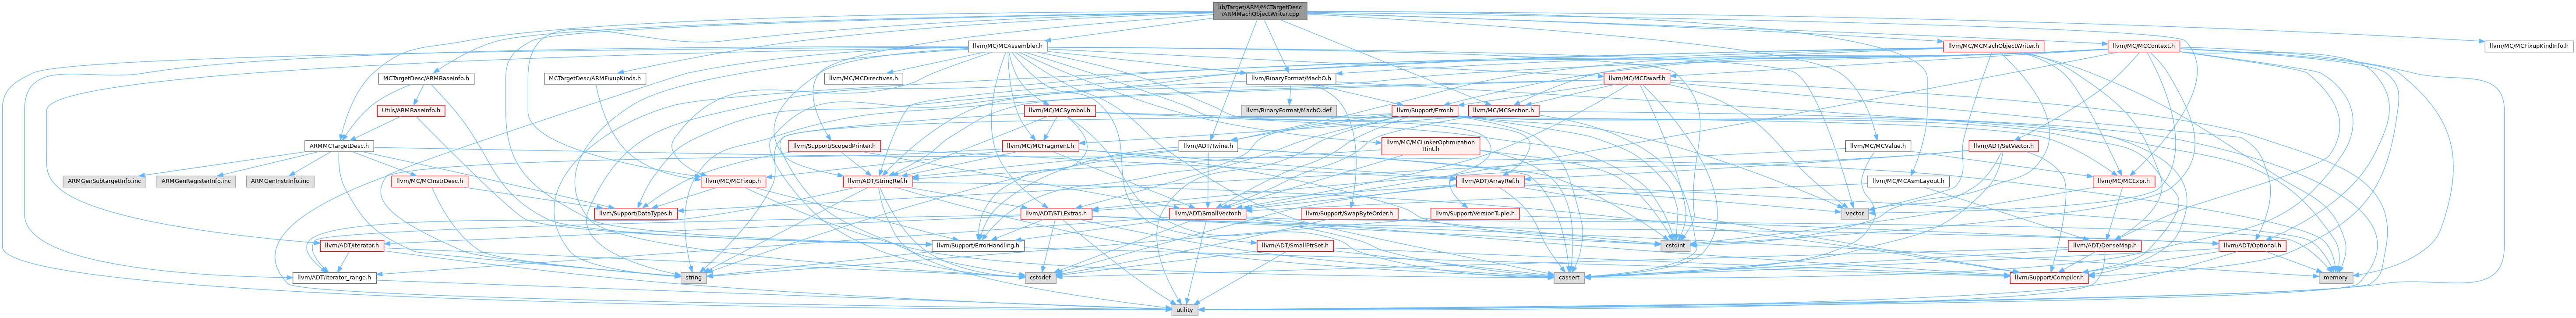 lib/Target/ARM/MCTargetDesc
/ARMMachObjectWriter.cpp
llvm/MC/MCAssembler.h
llvm/MC/MCMachObjectWriter.h
llvm/MC/MCContext.h
llvm/MC/MCFixupKindInfo.h
MCTargetDesc/ARMBaseInfo.h
MCTargetDesc/ARMFixupKinds.h
llvm/MC/MCDirectives.h
llvm/BinaryFormat/MachO.h
llvm/MC/MCDwarf.h
Utils/ARMBaseInfo.h
llvm/MC/MCSymbol.h
llvm/BinaryFormat/MachO.def
llvm/Support/Error.h
llvm/MC/MCSection.h
ARMMCTargetDesc.h
llvm/Support/ScopedPrinter.h
llvm/MC/MCFragment.h
llvm/ADT/Twine.h
llvm/MC/MCLinkerOptimization
Hint.h
llvm/MC/MCValue.h
llvm/ADT/SetVector.h
ARMGenSubtargetInfo.inc
ARMGenRegisterInfo.inc
ARMGenInstrInfo.inc
llvm/MC/MCInstrDesc.h
llvm/MC/MCFixup.h
llvm/ADT/StringRef.h
llvm/ADT/ArrayRef.h
llvm/MC/MCAsmLayout.h
llvm/MC/MCExpr.h
llvm/Support/DataTypes.h
llvm/ADT/STLExtras.h
llvm/ADT/SmallVector.h
llvm/Support/SwapByteOrder.h
llvm/Support/VersionTuple.h
vector
llvm/ADT/iterator.h
llvm/Support/ErrorHandling.h
llvm/ADT/SmallPtrSet.h
cstdint
llvm/ADT/DenseMap.h
llvm/ADT/Optional.h
llvm/ADT/iterator_range.h
string
cstddef
cassert
llvm/Support/Compiler.h
memory
utility